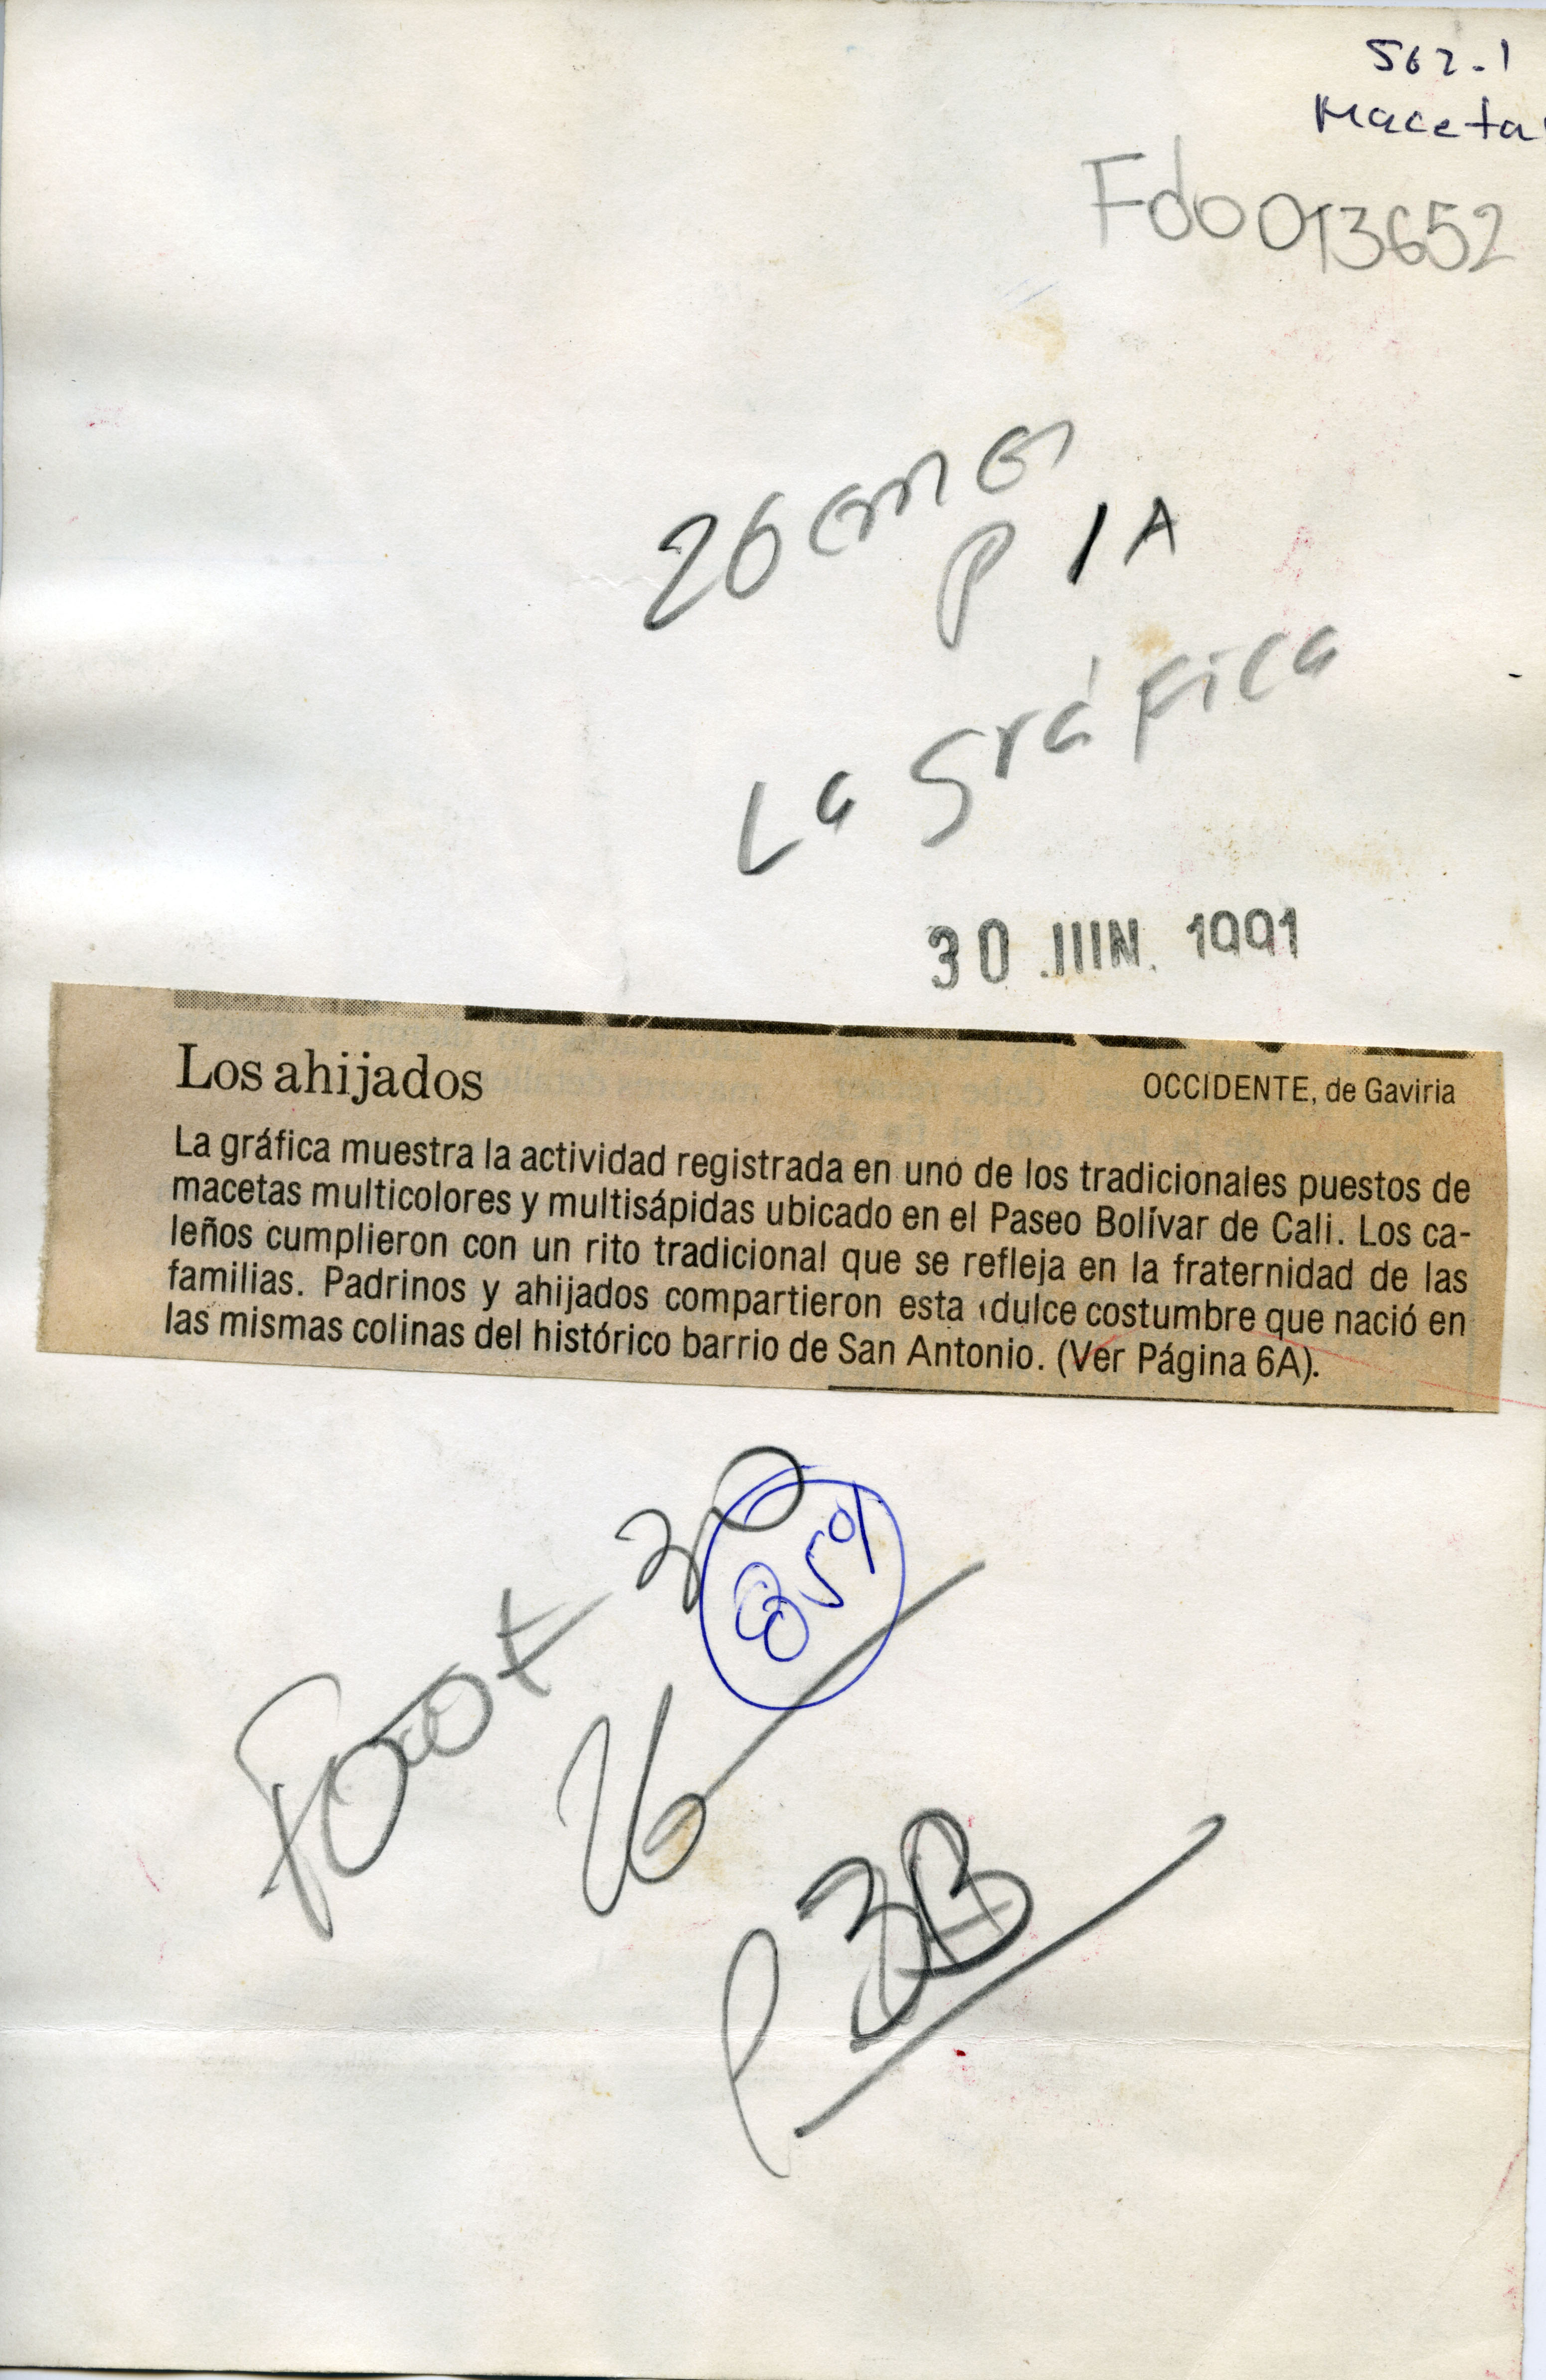 562-1
Maceta
Fdo013652
26 cms
P 1A
La gráfica
30 JUN. 1991
Los ahijados
OCCIDENTE, de Gaviria
La gráfica muestra la actividad registrada en uno de los tradicionales puestos de
macetas multicolores y multisápidas ubicado en el Paseo Bolívar de Cali. Los ca-
leños cumplieron con un rito tradicional que se refleja en la fraternidad de las
familias. Padrinos y ahijados compartieron esta dulce costumbre que nació en
las mismas colinas del histórico barrio de San Antonio. (Ver Página 6A).
30
85%
26
P 3B